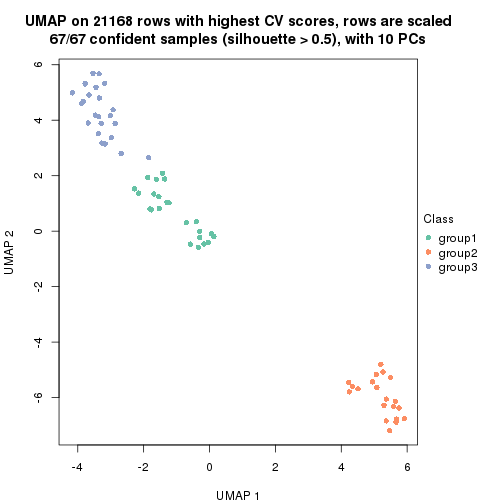 UMAP on 21168 rows with highest CV scores, rows are scaled
67/67 confident samples (silhouette > 0.5), with 10 PCs
6
4
2
0
-2
-4
-6
UMAP 2
-4
-2
0
2
4
6
UMAP 1
Class
group1
group2
group3